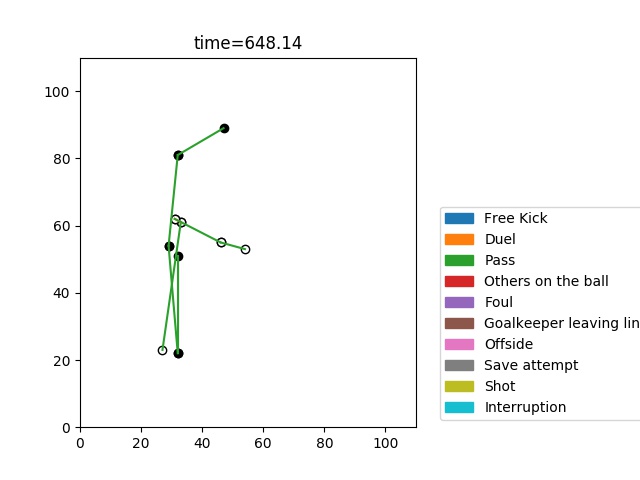 time=648.14
100
80
60
40
20
0
0 20 40 60 80 100
Free Kick
Duel
Pass
Others on the ball
Foul
Goalkeeper leaving lin
Offside
Save attempt
Shot
Interruption